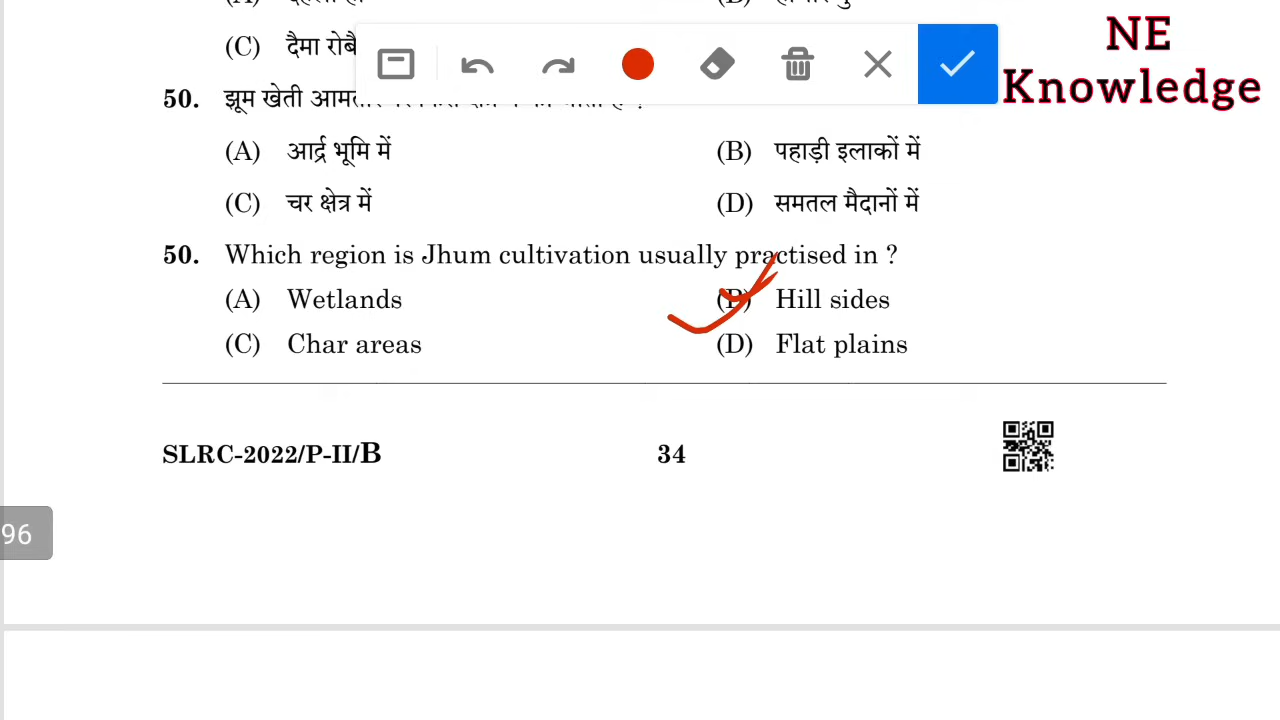 NE
Knowledge
(C) दैमा
50. झूम खेती
(A) आर्द्र भूमि में (B) पहाड़ी इलाकों में
(C) चर क्षेत्र में (D) समतल मैदानों में
50. Which region is Jhum cultivation usually practised in ?
(A) Wetlands (B) Hill sides
(C) Char areas (D) Flat plains
SLRC-2022/P-II/B 34
96